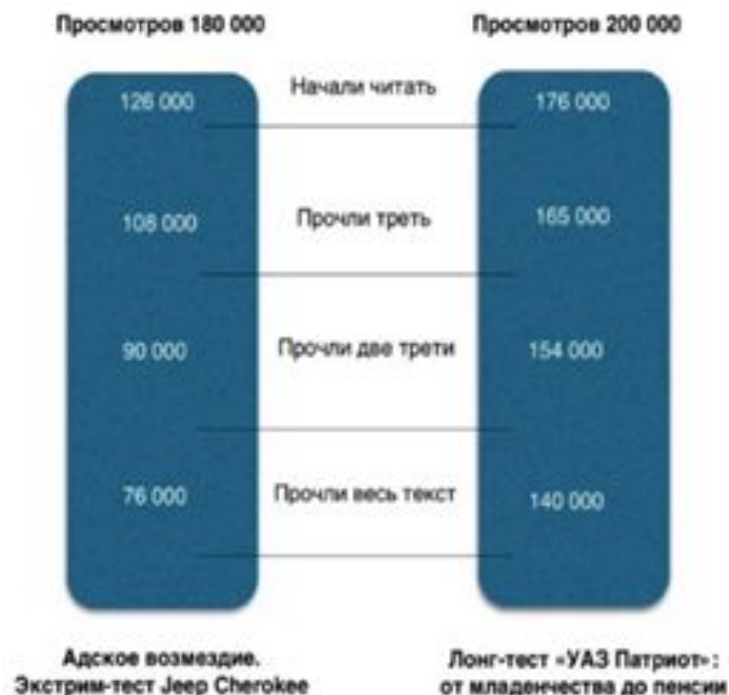 Просмотров 180 000 Просмотров 200 000
126 000 Начали читать 176 000
108 000 Прочли треть 165 000
90 000 Прочли две трети 154 000
76 000 Прочли весь текст 140 000
Адское возмездие. Лонг-тест «УАЗ Патриот»:
Экстрим-тест Jeep Cherokee от младенчества до пенсии